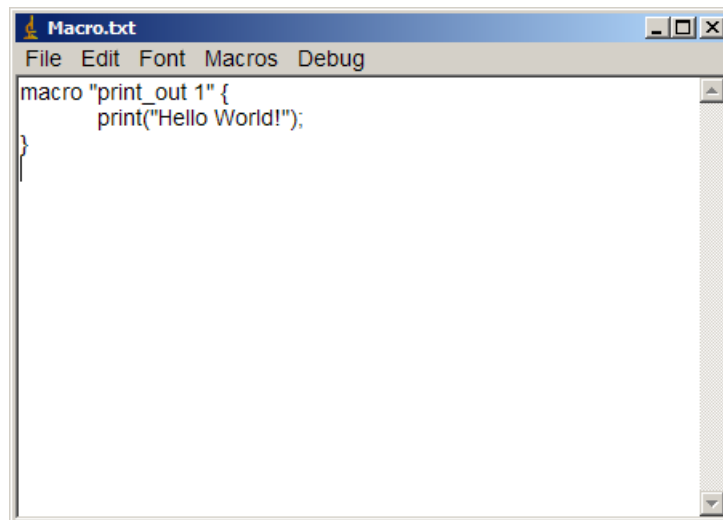 Macro.txt
File Edit Font Macros Debug
macro "print_out 1" {
print("Hello World!");
}